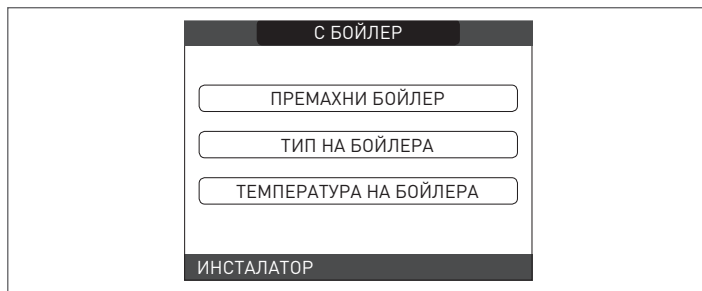 С БОЙЛЕР
ПРЕМАХНИ БОЙЛЕР
ТИП НА БОЙЛЕРА
ТЕМПЕРАТУРА НА БОЙЛЕРА
ИНСТАЛАТОР